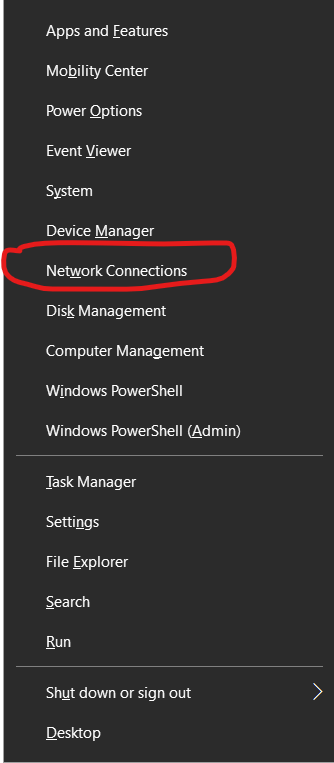 Apps and Features
Mobility Center
Power Options
Event Viewer
System
Device Manager
Network Connections
Disk Management
Computer Management
Windows PowerShell
Windows PowerShell (Admin)
Task Manager
Settings
File Explorer
Search
Run
Shut down or sign out
Desktop